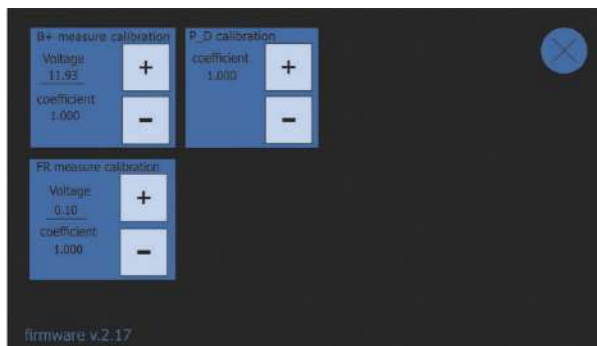 B+ measure calibration
Voltage
11.93
coefficient
1.000
+
-
P_D calibration
coefficient
1.000
+
-
FR measure calibration
Voltage
0.10
coefficient
1.000
+
-
firmware v.2.17